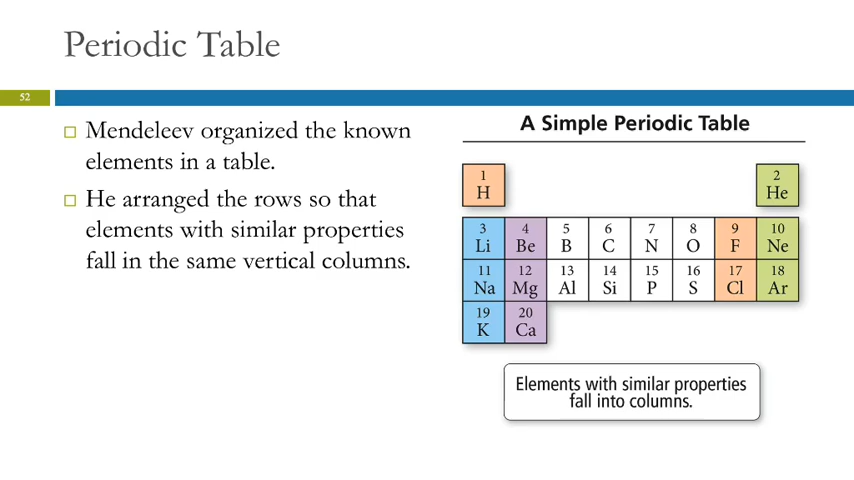 Periodic Table
52
□ Mendeleev organized the known
elements in a table.
□ He arranged the rows so that
elements with similar properties
fall in the same vertical columns.
A Simple Periodic Table
1 2
H He
3 4 5 6 7 8 9 10
Li Be B C N O F Ne
11 12 13 14 15 16 17 18
Na Mg Al Si P S Cl Ar
19 20
K Ca
Elements with similar properties
fall into columns.